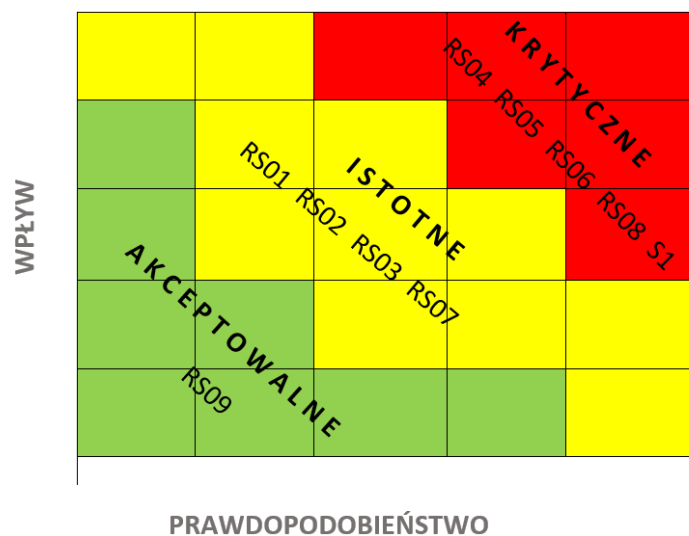 KRYTYCZNE
RS04 RS05 RS06 RS08 S1
ISTOTNE
RS01 RS02 RS03 RS07
AKCEPTOWALNE
RS09
WPŁYW
PRAWDOPODOBIEŃSTWO